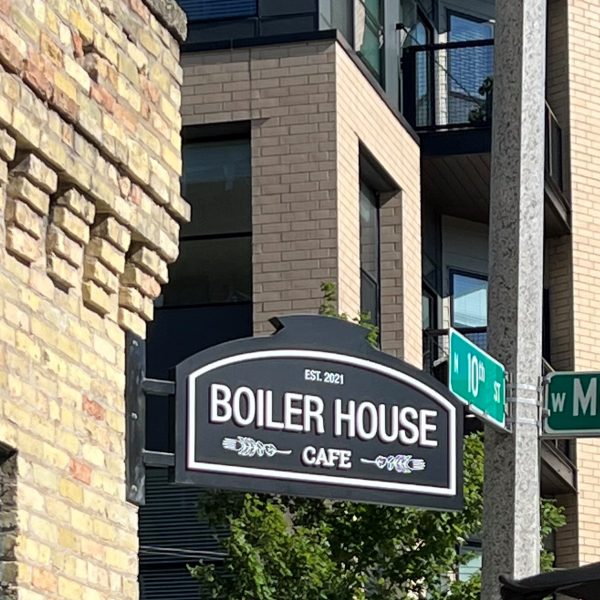 EST. 2021
BOILER HOUSE
CAFE
N 10th ST
W M